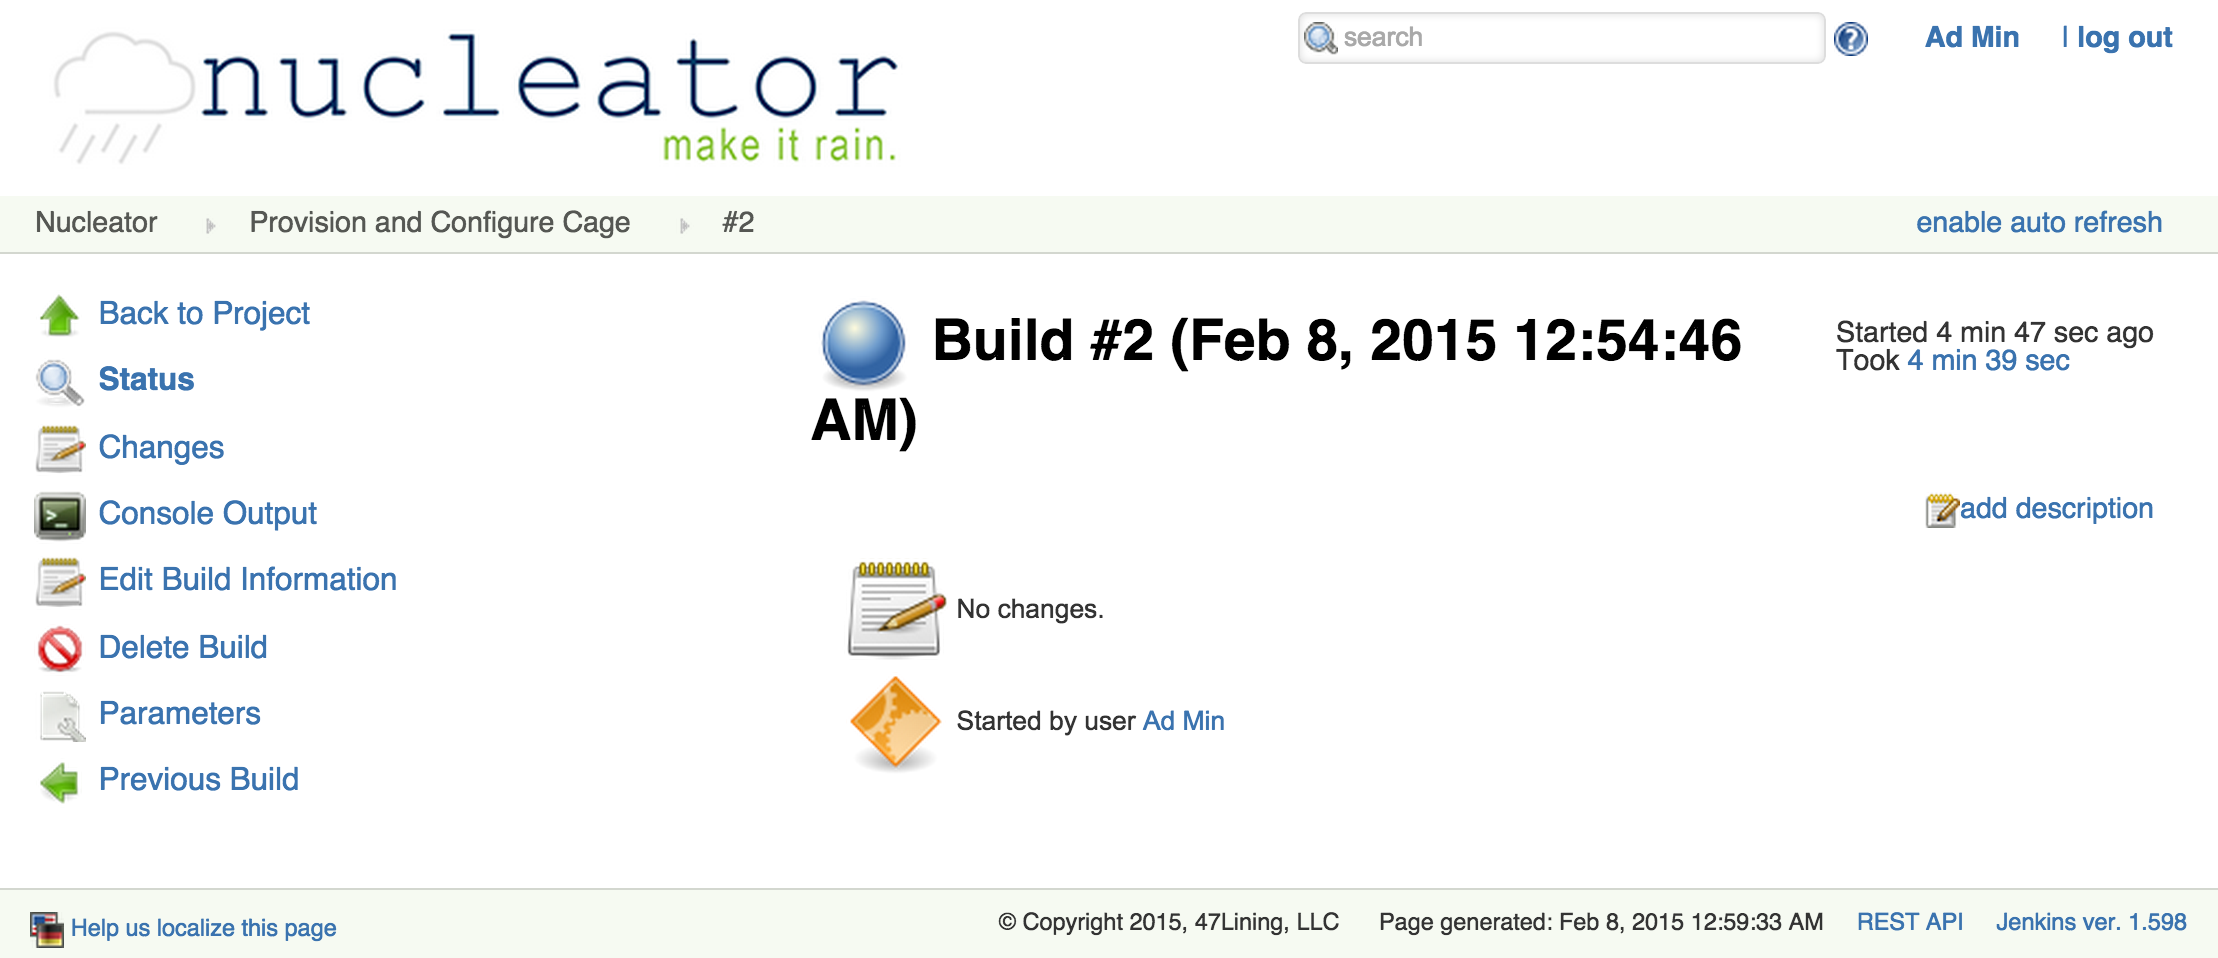 nucleator
make it rain.
search
Ad Min | log out
Nucleator Provision and Configure Cage #2 enable auto refresh
Back to Project
Status
Changes
Console Output
Edit Build Information
Delete Build
Parameters
Previous Build
Build #2 (Feb 8, 2015 12:54:46
AM)
Started 4 min 47 sec ago
Took 4 min 39 sec
add description
No changes.
Started by user Ad Min
Help us localize this page
© Copyright 2015, 47Lining, LLC Page generated: Feb 8, 2015 12:59:33 AM REST API Jenkins ver. 1.598